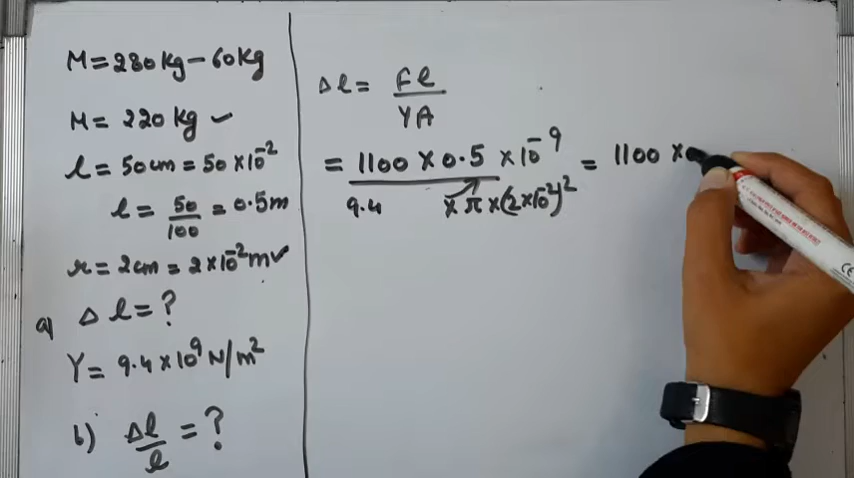 M = 280 kg - 60 kg
M = 220 kg ✓
l = 50 cm = 50 × 10⁻²
l = 50/100 = 0.5 m
r = 2 cm = 2 × 10⁻² m ✓
a) Δl = ?
Y = 9.4 × 10⁹ N/m²
b) Δl/l = ?
Δl = Fl/YA
= 1100 × 0.5 × 10⁻⁹ / 9.4 × π × (2 × 10⁻²)² = 1100 ×
CE